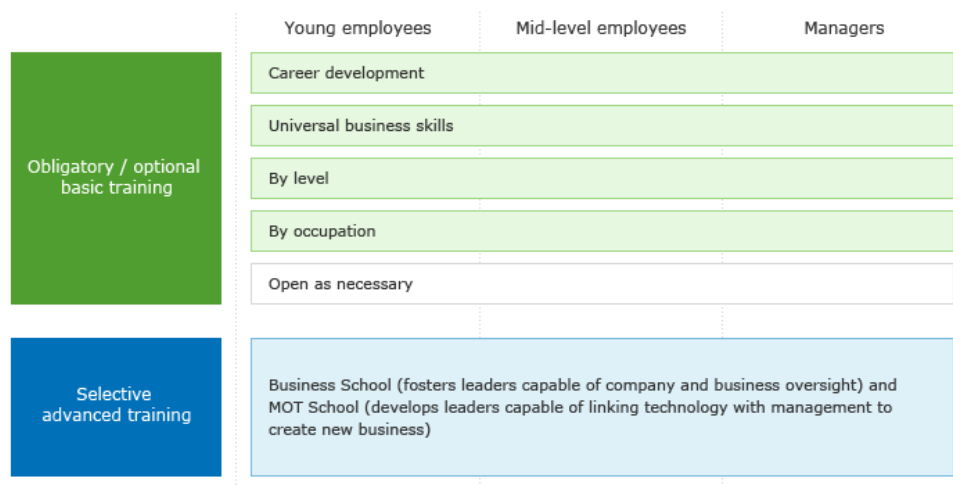 Young employees
Mid-level employees
Managers
Obligatory / optional
basic training
Career development
Universal business skills
By level
By occupation
Open as necessary
Selective
advanced training
Business School (fosters leaders capable of company and business oversight) and
MOT School (develops leaders capable of linking technology with management to
create new business)